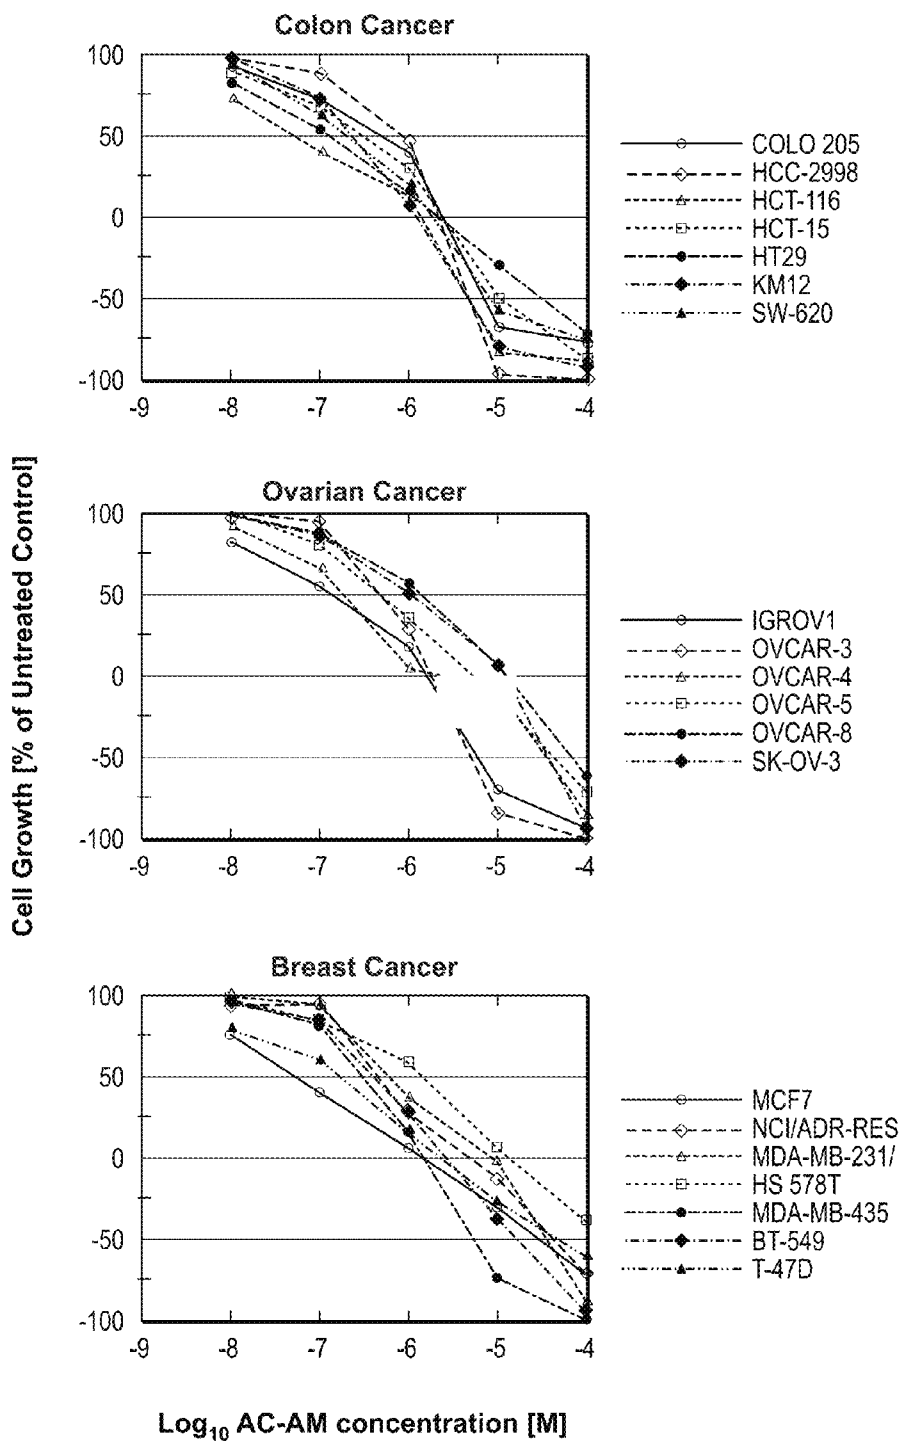 Colon Cancer
100
50
0
-50
-100
-9 -8 -7 -6 -5 -4
COLO 205
HCC-2998
HCT-116
HCT-15
HT29
KM12
SW-620
Cell Growth [% of Untreated Control]
Ovarian Cancer
100
50
0
-50
-100
-9 -8 -7 -6 -5 -4
IGROV1
OVCAR-3
OVCAR-4
OVCAR-5
OVCAR-8
SK-OV-3
Breast Cancer
100
50
0
-50
-100
-9 -8 -7 -6 -5 -4
MCF7
NCI/ADR-RES
MDA-MB-231/
HS 578T
MDA-MB-435
BT-549
T-47D
Log₁₀ AC-AM concentration [M]